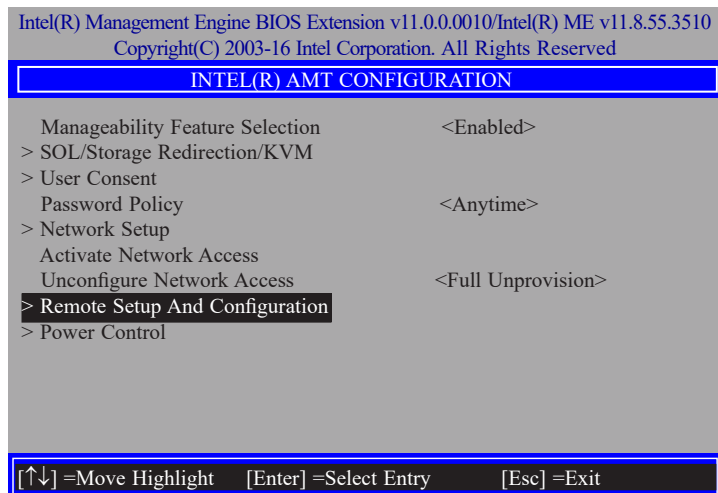 Intel(R) Management Engine BIOS Extension v11.0.0.0010/Intel(R) ME v11.8.55.3510
Copyright(C) 2003-16 Intel Corporation. All Rights Reserved
INTEL(R) AMT CONFIGURATION
Manageability Feature Selection <Enabled>
> SOL/Storage Redirection/KVM
> User Consent
Password Policy <Anytime>
> Network Setup
Activate Network Access
Unconfigure Network Access <Full Unprovision>
> Remote Setup And Configuration
> Power Control
[↑↓] =Move Highlight [Enter] =Select Entry [Esc] =Exit